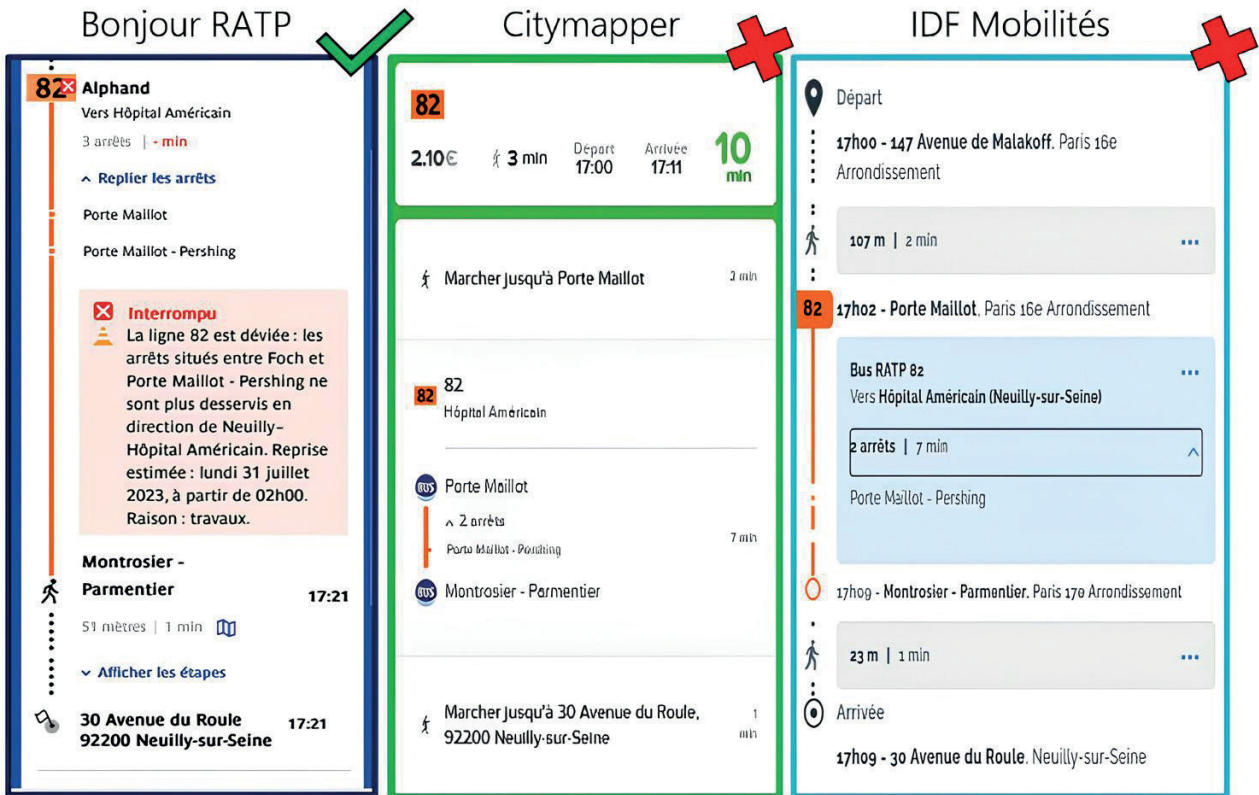 Bonjour RATP
82
Alphand
Vers Hôpital Américain
3 arrêts | - min
Replier les arrêts
Porte Maillot
Porte Maillot - Pershing
Interrompu
La ligne 82 est déviée : les
arrêts situés entre Foch et
Porte Maillot - Pershing ne
sont plus desservis en
direction de Neuilly-
Hôpital Américain. Reprise
estimée : lundi 31 juillet
2023, à partir de 02h00.
Raison : travaux.
Montrosier -
Parmentier 17:21
51 mètres | 1 min
Afficher les étapes
30 Avenue du Roule 17:21
92200 Neuilly-sur-Seine
Citymapper
82
2.10€ 3 min Départ 17:00 Arrivée 17:11 10 min
Marcher jusqu'à Porte Maillot 3 min
82 82
Hôpital Américain
BUS Porte Maillot
2 arrêts
Porte Maillot - Pershing
7 min
BUS Montrosier - Parmentier
Marcher jusqu'à 30 Avenue du Roule, 1
92200 Neuilly-sur-Seine min
IDF Mobilités
Départ
17h00 - 147 Avenue de Malakoff, Paris 16e
Arrondissement
107 m | 2 min
82 17h02 - Porte Maillot, Paris 16e Arrondissement
Bus RATP 82
Vers Hôpital Américain (Neuilly-sur-Seine)
2 arrêts | 7 min
Porte Maillot - Pershing
17h09 - Montrosier - Parmentier, Paris 17e Arrondissement
23 m | 1 min
Arrivée
17h09 - 30 Avenue du Roule, Neuilly-sur-Seine